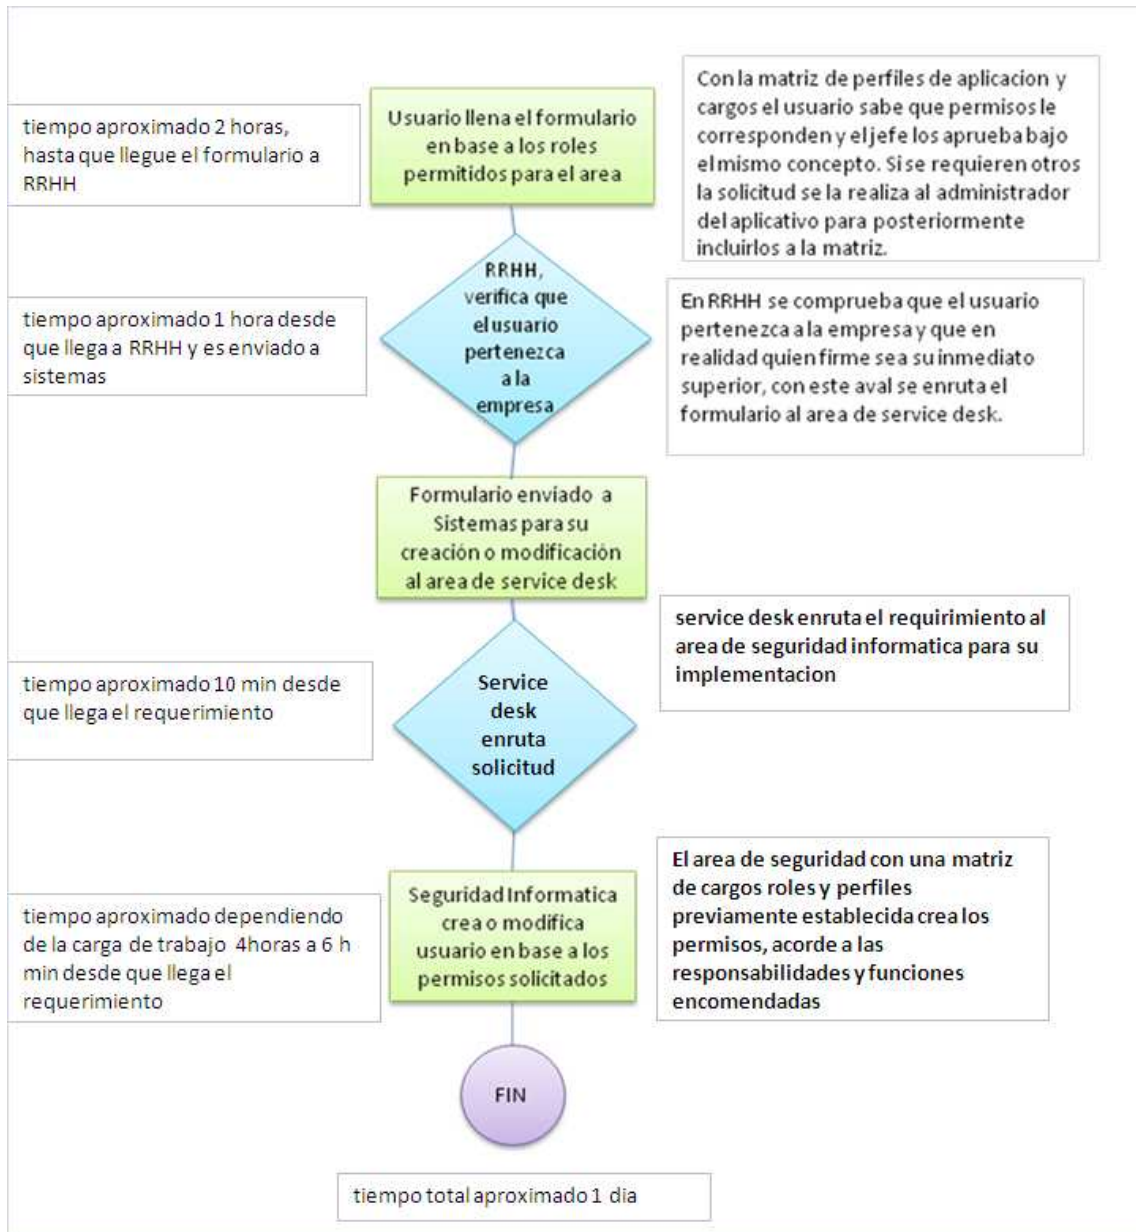 tiempo aproximado 2 horas,
hasta que llegue el formulario a
RRHH
Usuario llena el formulario
en base a los roles
permitidos para el area
Con la matriz de perfiles de aplicacion y
cargos el usuario sabe que permisos le
corresponden y el jefe los aprueba bajo
el mismo concepto. Si se requieren otros
la solicitud se la realiza al administrador
del aplicativo para posteriormente
incluirlos a la matriz.
tiempo aproximado 1 hora desde
que llega a RRHH y es enviado a
sistemas
RRHH,
verifica que
el usuario
pertenezca
a la
empresa
En RRHH se comprueba que el usuario
pertenezca a la empresa y que en
realidad quien firme sea su inmediato
superior, con este aval se enruta el
formulario al area de service desk.
Formulario envíado a
Sistemas para su
creación o modificación
al area de service desk
service desk enruta el requirimiento al
area de seguridad informatica para su
implementacion
tiempo aproximado 10 min desde
que llega el requerimiento
Service
desk
enruta
solicitud
tiempo aproximado dependiendo
de la carga de trabajo 4horas a 6 h
min desde que llega el
requerimiento
Seguridad Informatica
crea o modifica
usuario en base a los
permisos solicitados
El area de seguridad con una matriz
de cargos roles y perfiles
previamente establecida crea los
permisos, acorde a las
responsabilidades y funciones
encomendadas
FIN
tiempo total aproximado 1 dia